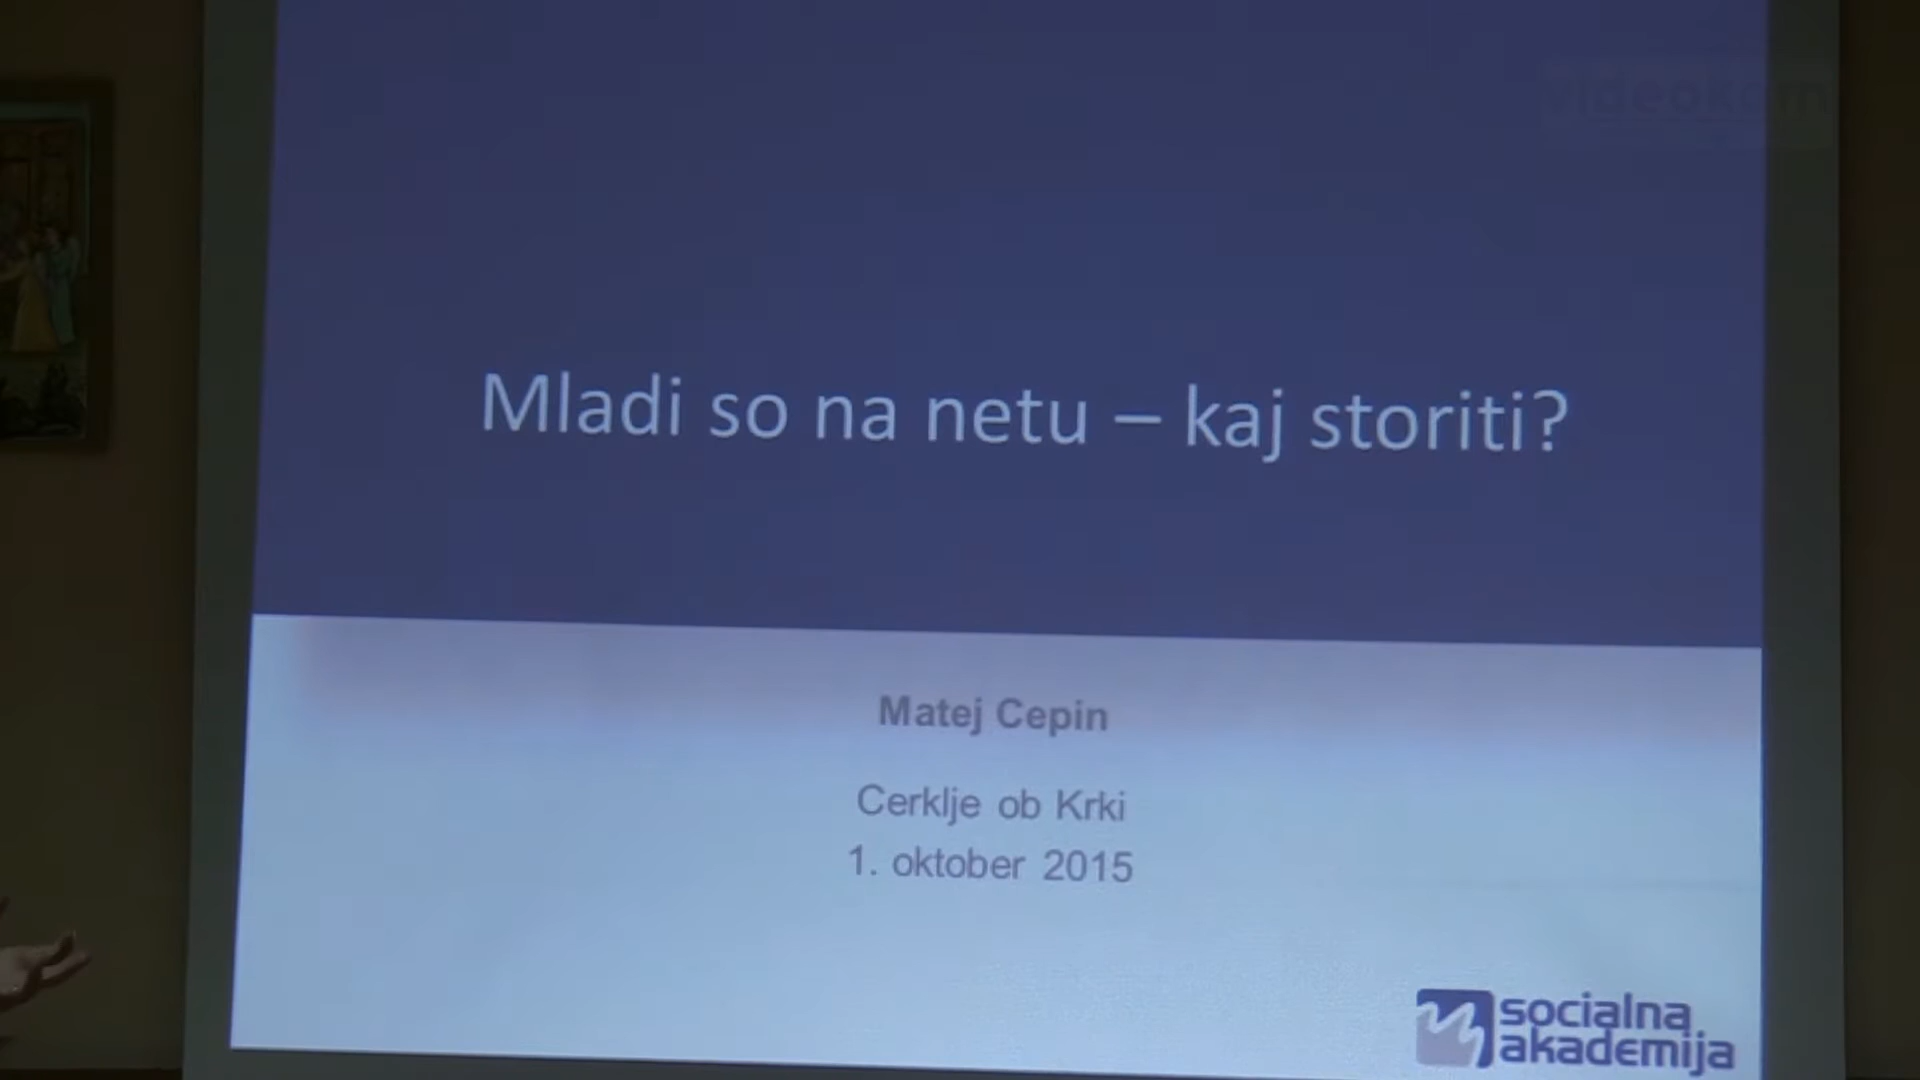 Mladi so na netu – kaj storiti?
Matej Cepin
Cerklje ob Krki
1. oktober 2015
socialna
akademija